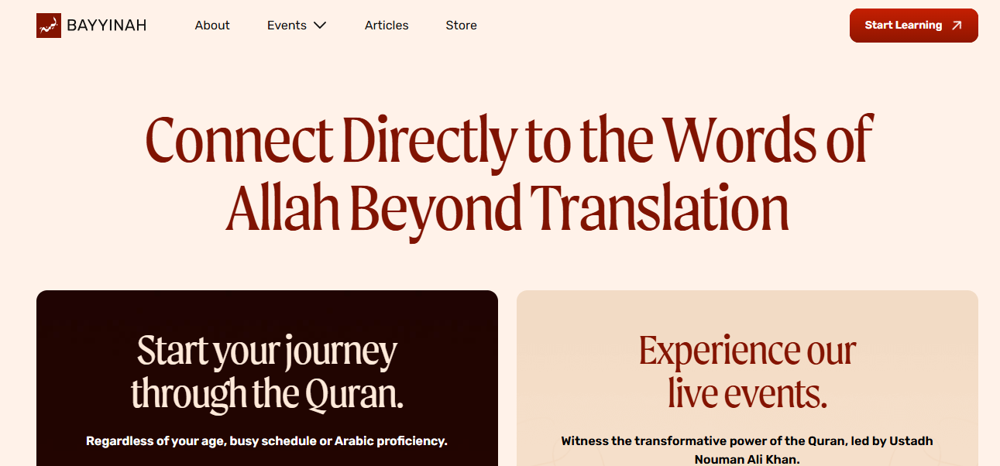 BAYYINAH
About
Events
Articles
Store
Start Learning
Connect Directly to the Words of
Allah Beyond Translation
Start your journey
through the Quran.
Regardless of your age, busy schedule or Arabic proficiency.
Experience our
live events.
Witness the transformative power of the Quran, led by Ustadh
Nouman Ali Khan.